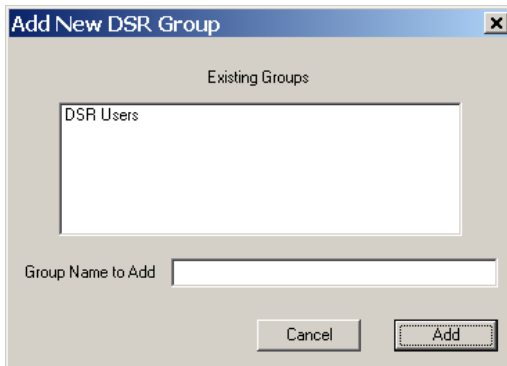 Add New DSR Group
Existing Groups
DSR Users
Group Name to Add
Cancel Add